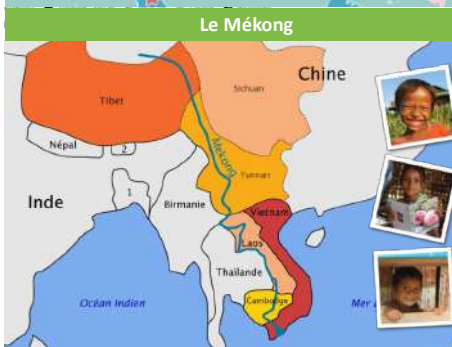 Le Mékong
Chine
Sichuan
Tibet
Népal
2
Mékong
Yunnan
1
Inde
Birmanie
Vietnam
Laos
Thaïlande
Cambodge
Océan Indien
Mer